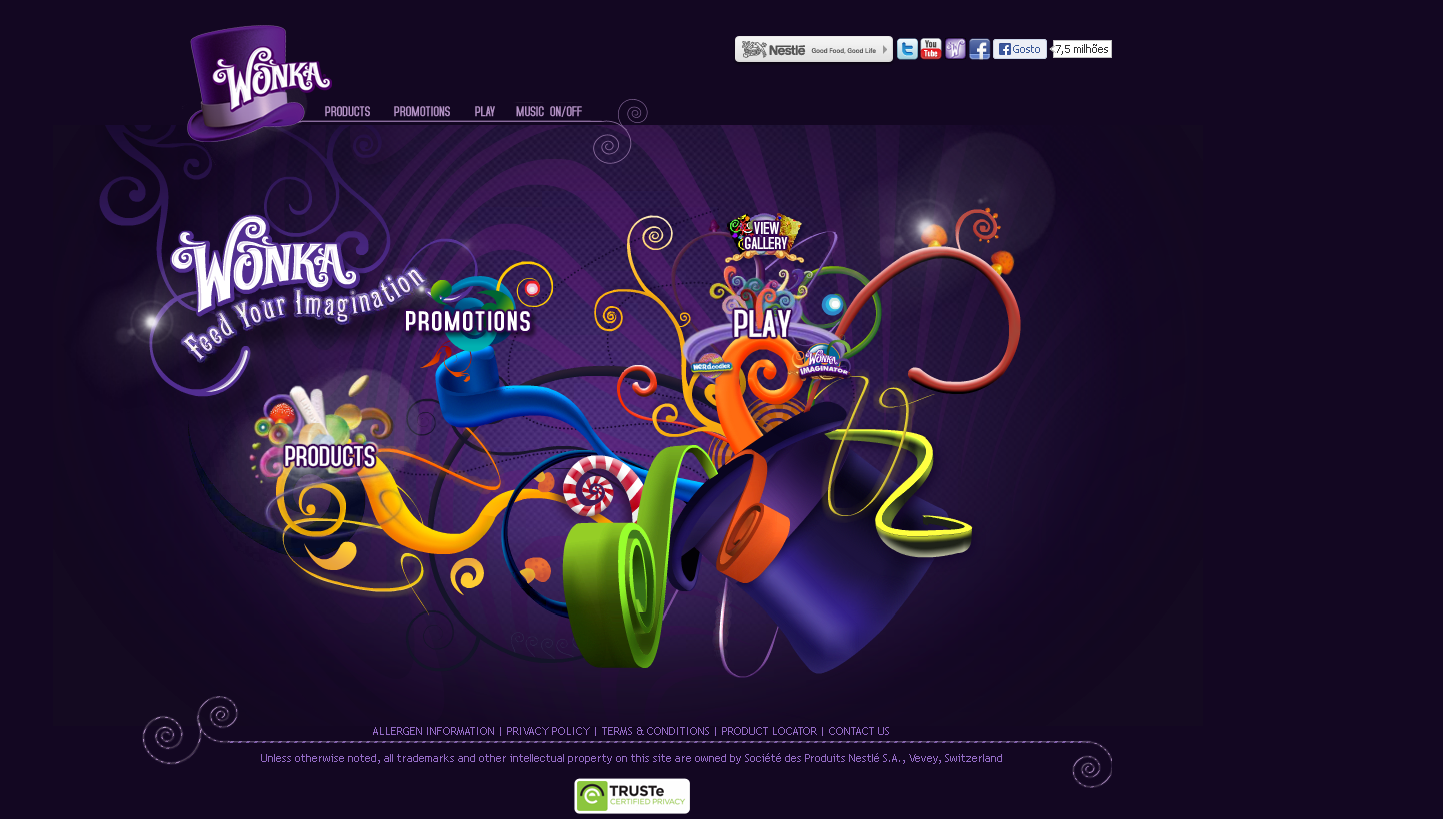 WONKA
Nestlé Good Food, Good Life
You Tube
Gosto
7,5 milhões
PRODUCTS PROMOTIONS PLAY MUSIC ON/OFF
WONKA
Feed Your Imagination
PROMOTIONS
VIEW
GALLERY
PLAY
NERDoodles
WONKA
IMAGINATOR
PRODUCTS
ALLERGEN INFORMATION | PRIVACY POLICY | TERMS & CONDITIONS | PRODUCT LOCATOR | CONTACT US
Unless otherwise noted, all trademarks and other intellectual property on this site are owned by Société des Produits Nestlé S.A., Vevey, Switzerland
TRUSTe
CERTIFIED PRIVACY